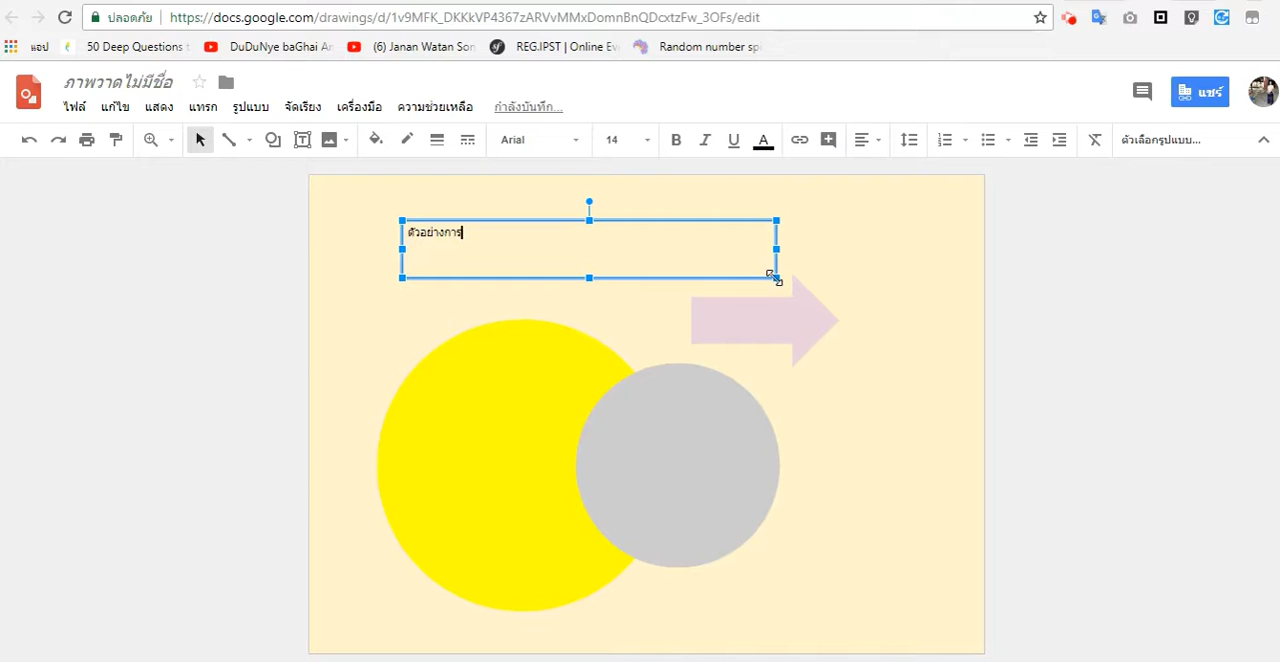 ปลอดภัย https://docs.google.com/drawings/d/1v9MFK_DKKkVP4367zARVvMMxDomnBnQDcxtzFw_3OFs/edit
แอป 50 Deep Questions t DuDuNye baGhai An (6) Janan Watan Son REG.IPST | Online Ev Random number spi
ภาพวาดไม่มีชื่อ
ไฟล์ แก้ไข แสดง แทรก รูปแบบ จัดเรียง เครื่องมือ ความช่วยเหลือ กำลังบันทึก...
แชร์
Arial 14 B I U A ตัวเลือกรูปแบบ...
ตัวอย่างการ